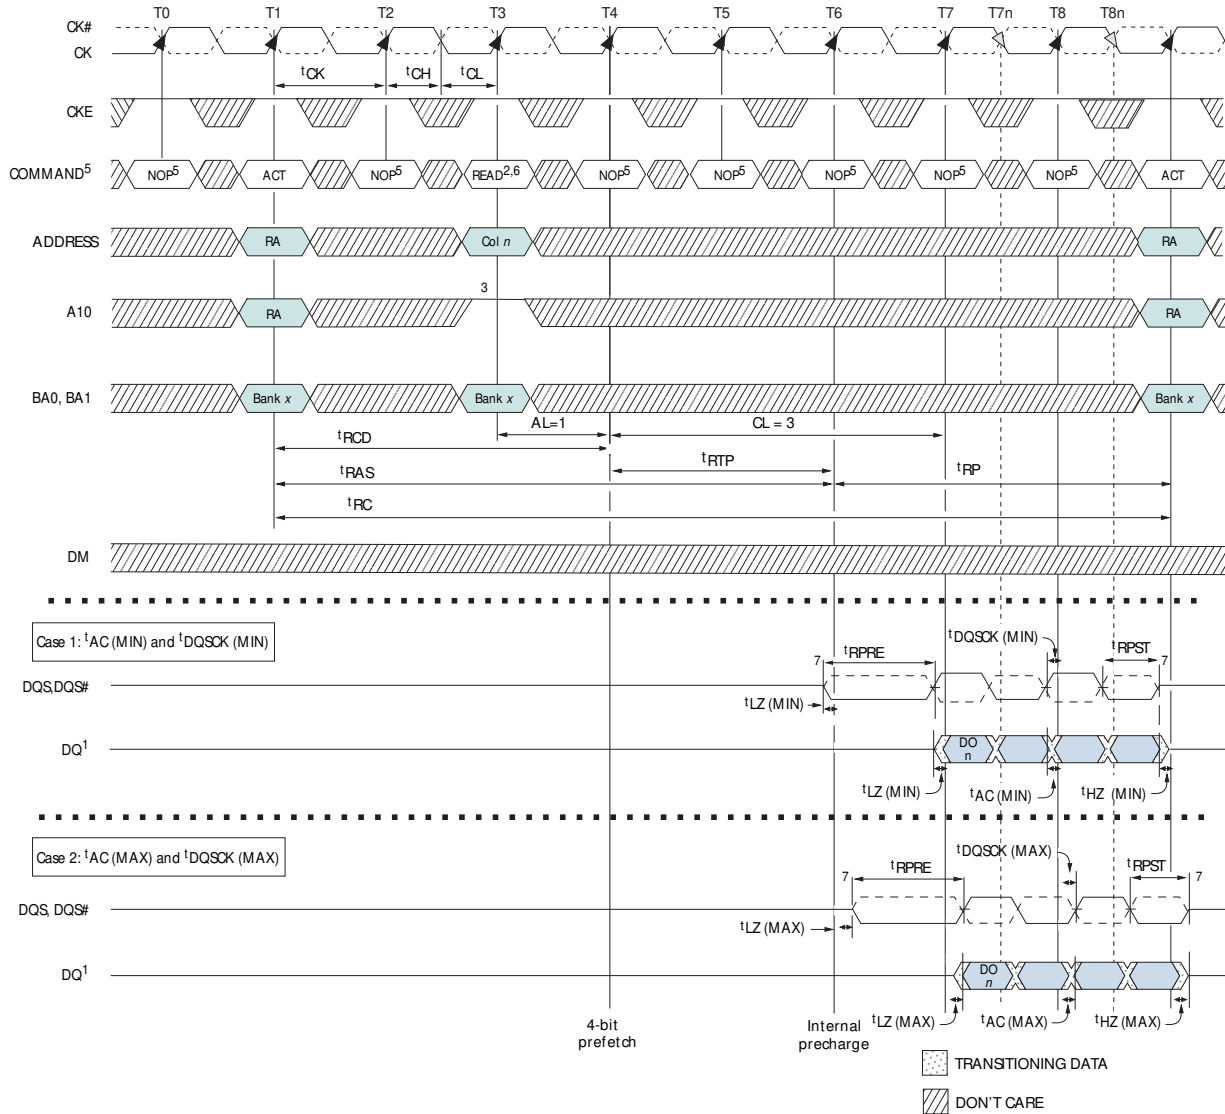 T0 T1 T2 T3 T4 T5 T6 T7 T7n T8 T8n
CK#
CK
tCK tCH tCL
CKE
COMMAND5 NOP5 ACT NOP5 READ2,6 NOP5 NOP5 NOP5 NOP5 NOP5 ACT
ADDRESS RA Col n RA
3
A10 RA RA
BA0, BA1 Bank x Bank x Bank x
AL=1 CL = 3
tRCD
tRTP
tRAS tRP
tRC
DM
Case 1: tAC (MIN) and tDQSCK (MIN)
tDQSCK (MIN)
7 tRPRE tRPST 7
DQS,DQS#
tLZ (MIN)
DQ1 DO n
tLZ (MIN) tAC (MIN) tHZ (MIN)
Case 2: tAC (MAX) and tDQSCK (MAX)
tDQSCK (MAX)
7 tRPRE tRPST 7
DQS, DQS#
tLZ (MAX)
DQ1 DO n
tLZ (MAX) tAC (MAX) tHZ (MAX)
4-bit
prefetch
Internal
precharge
TRANSITIONING DATA
DON'T CARE